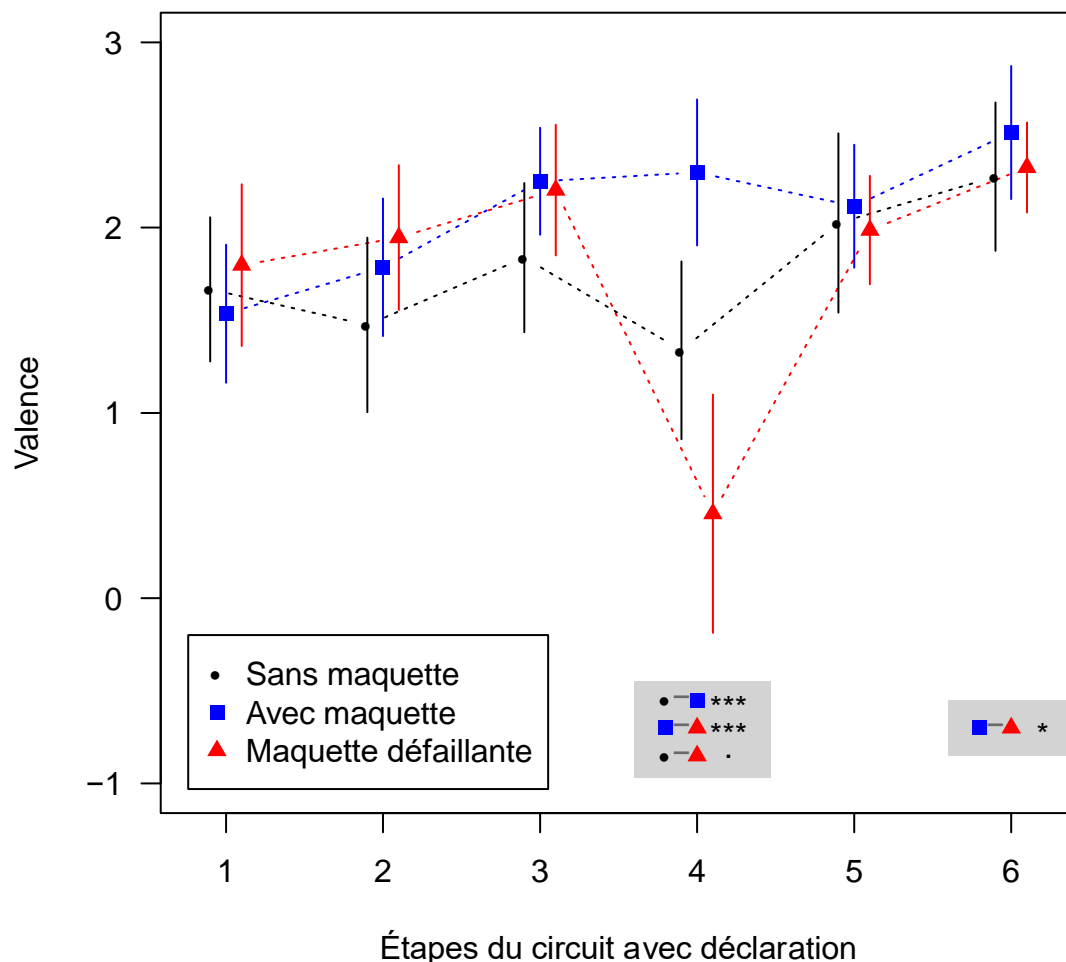 3
2
1
0
−1
Valence
Sans maquette
Avec maquette
Maquette défaillante
***
***
.
*
1 2 3 4 5 6
Étapes du circuit avec déclaration